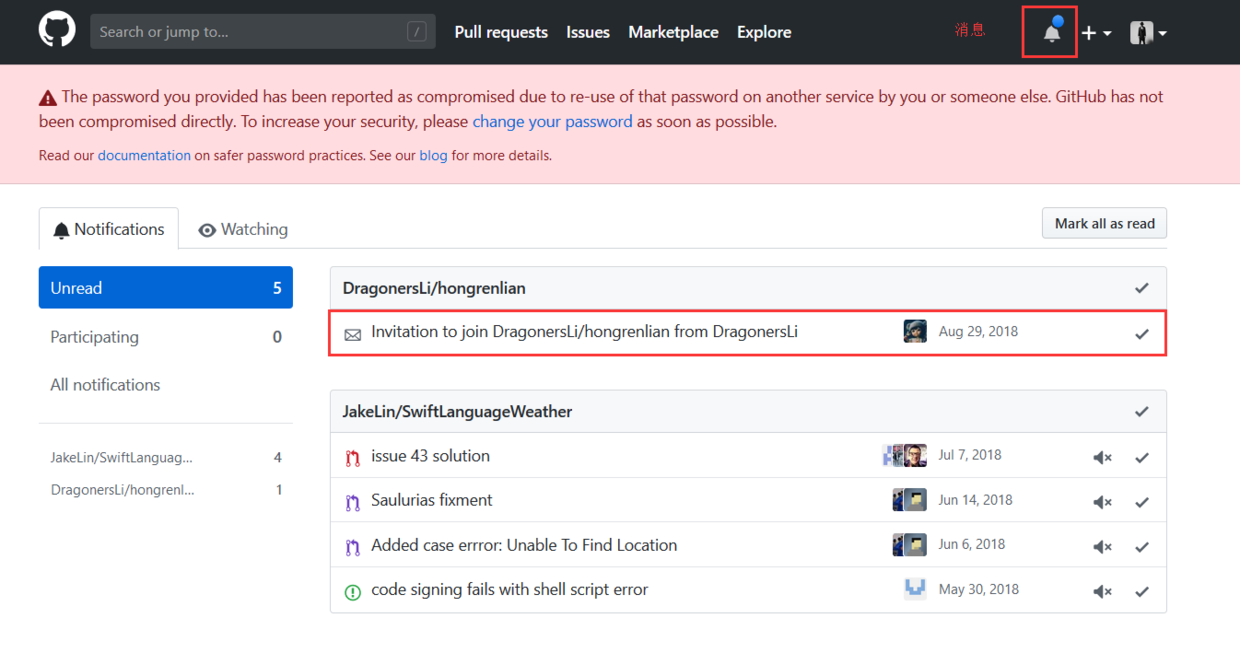 Search or jump to... / Pull requests Issues Marketplace Explore 消息
The password you provided has been reported as compromised due to re-use of that password on another service by you or someone else. GitHub has not
been compromised directly. To increase your security, please change your password as soon as possible.
Read our documentation on safer password practices. See our blog for more details.
Notifications Watching Mark all as read
Unread 5
Participating 0
All notifications
JakeLin/SwiftLanguag... 4
DragonersLi/hongrenl... 1
DragonersLi/hongrenlian
Invitation to join DragonersLi/hongrenlian from DragonersLi Aug 29, 2018
JakeLin/SwiftLanguageWeather
issue 43 solution Jul 7, 2018
Saulurias fixment Jun 14, 2018
Added case errror: Unable To Find Location Jun 6, 2018
code signing fails with shell script error May 30, 2018